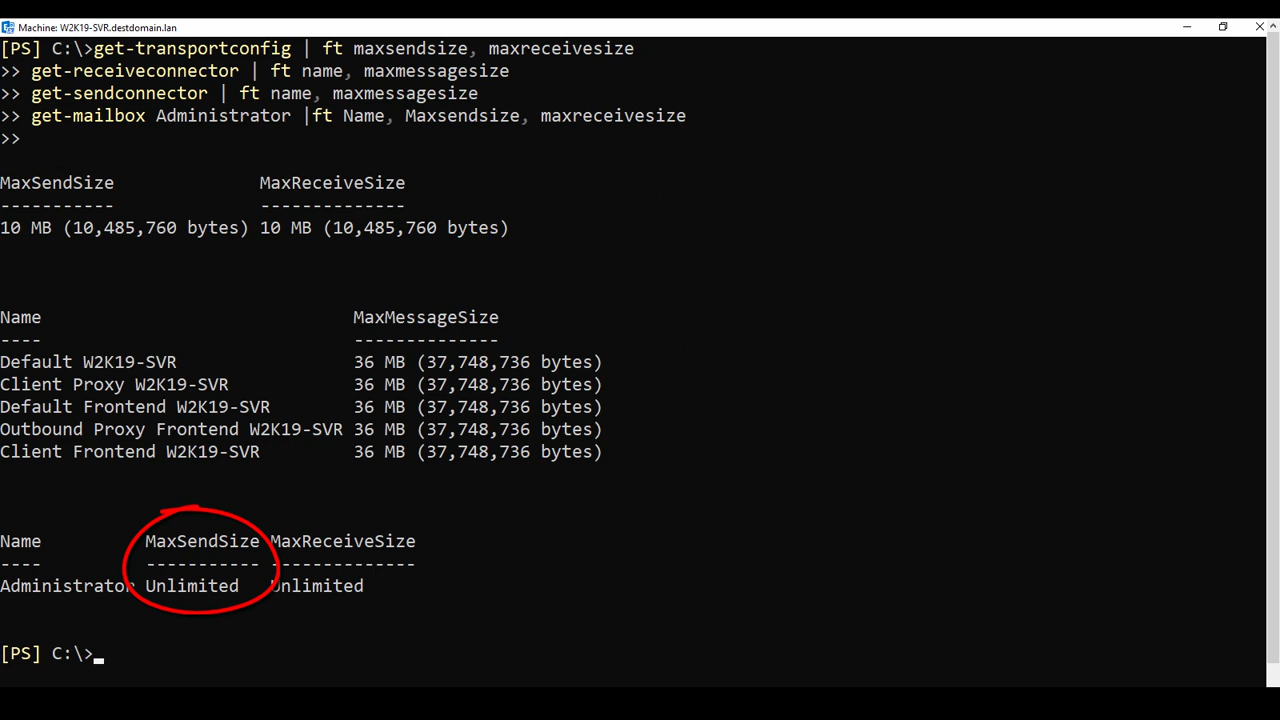 Machine: W2K19-SVR.destdomain.lan
[PS] C:\>get-transportconfig | ft maxsendsize, maxreceivesize
>> get-receiveconnector | ft name, maxmessagesize
>> get-sendconnector | ft name, maxmessagesize
>> get-mailbox Administrator |ft Name, Maxsendsize, maxreceivesize
>>
MaxSendSize              MaxReceiveSize
-----------              --------------
10 MB (10,485,760 bytes) 10 MB (10,485,760 bytes)
Name                              MaxMessageSize
----                              --------------
Default W2K19-SVR                 36 MB (37,748,736 bytes)
Client Proxy W2K19-SVR            36 MB (37,748,736 bytes)
Default Frontend W2K19-SVR        36 MB (37,748,736 bytes)
Outbound Proxy Frontend W2K19-SVR 36 MB (37,748,736 bytes)
Client Frontend W2K19-SVR         36 MB (37,748,736 bytes)
Name          MaxSendSize MaxReceiveSize
----          ----------- --------------
Administrator Unlimited   Unlimited
[PS] C:\>